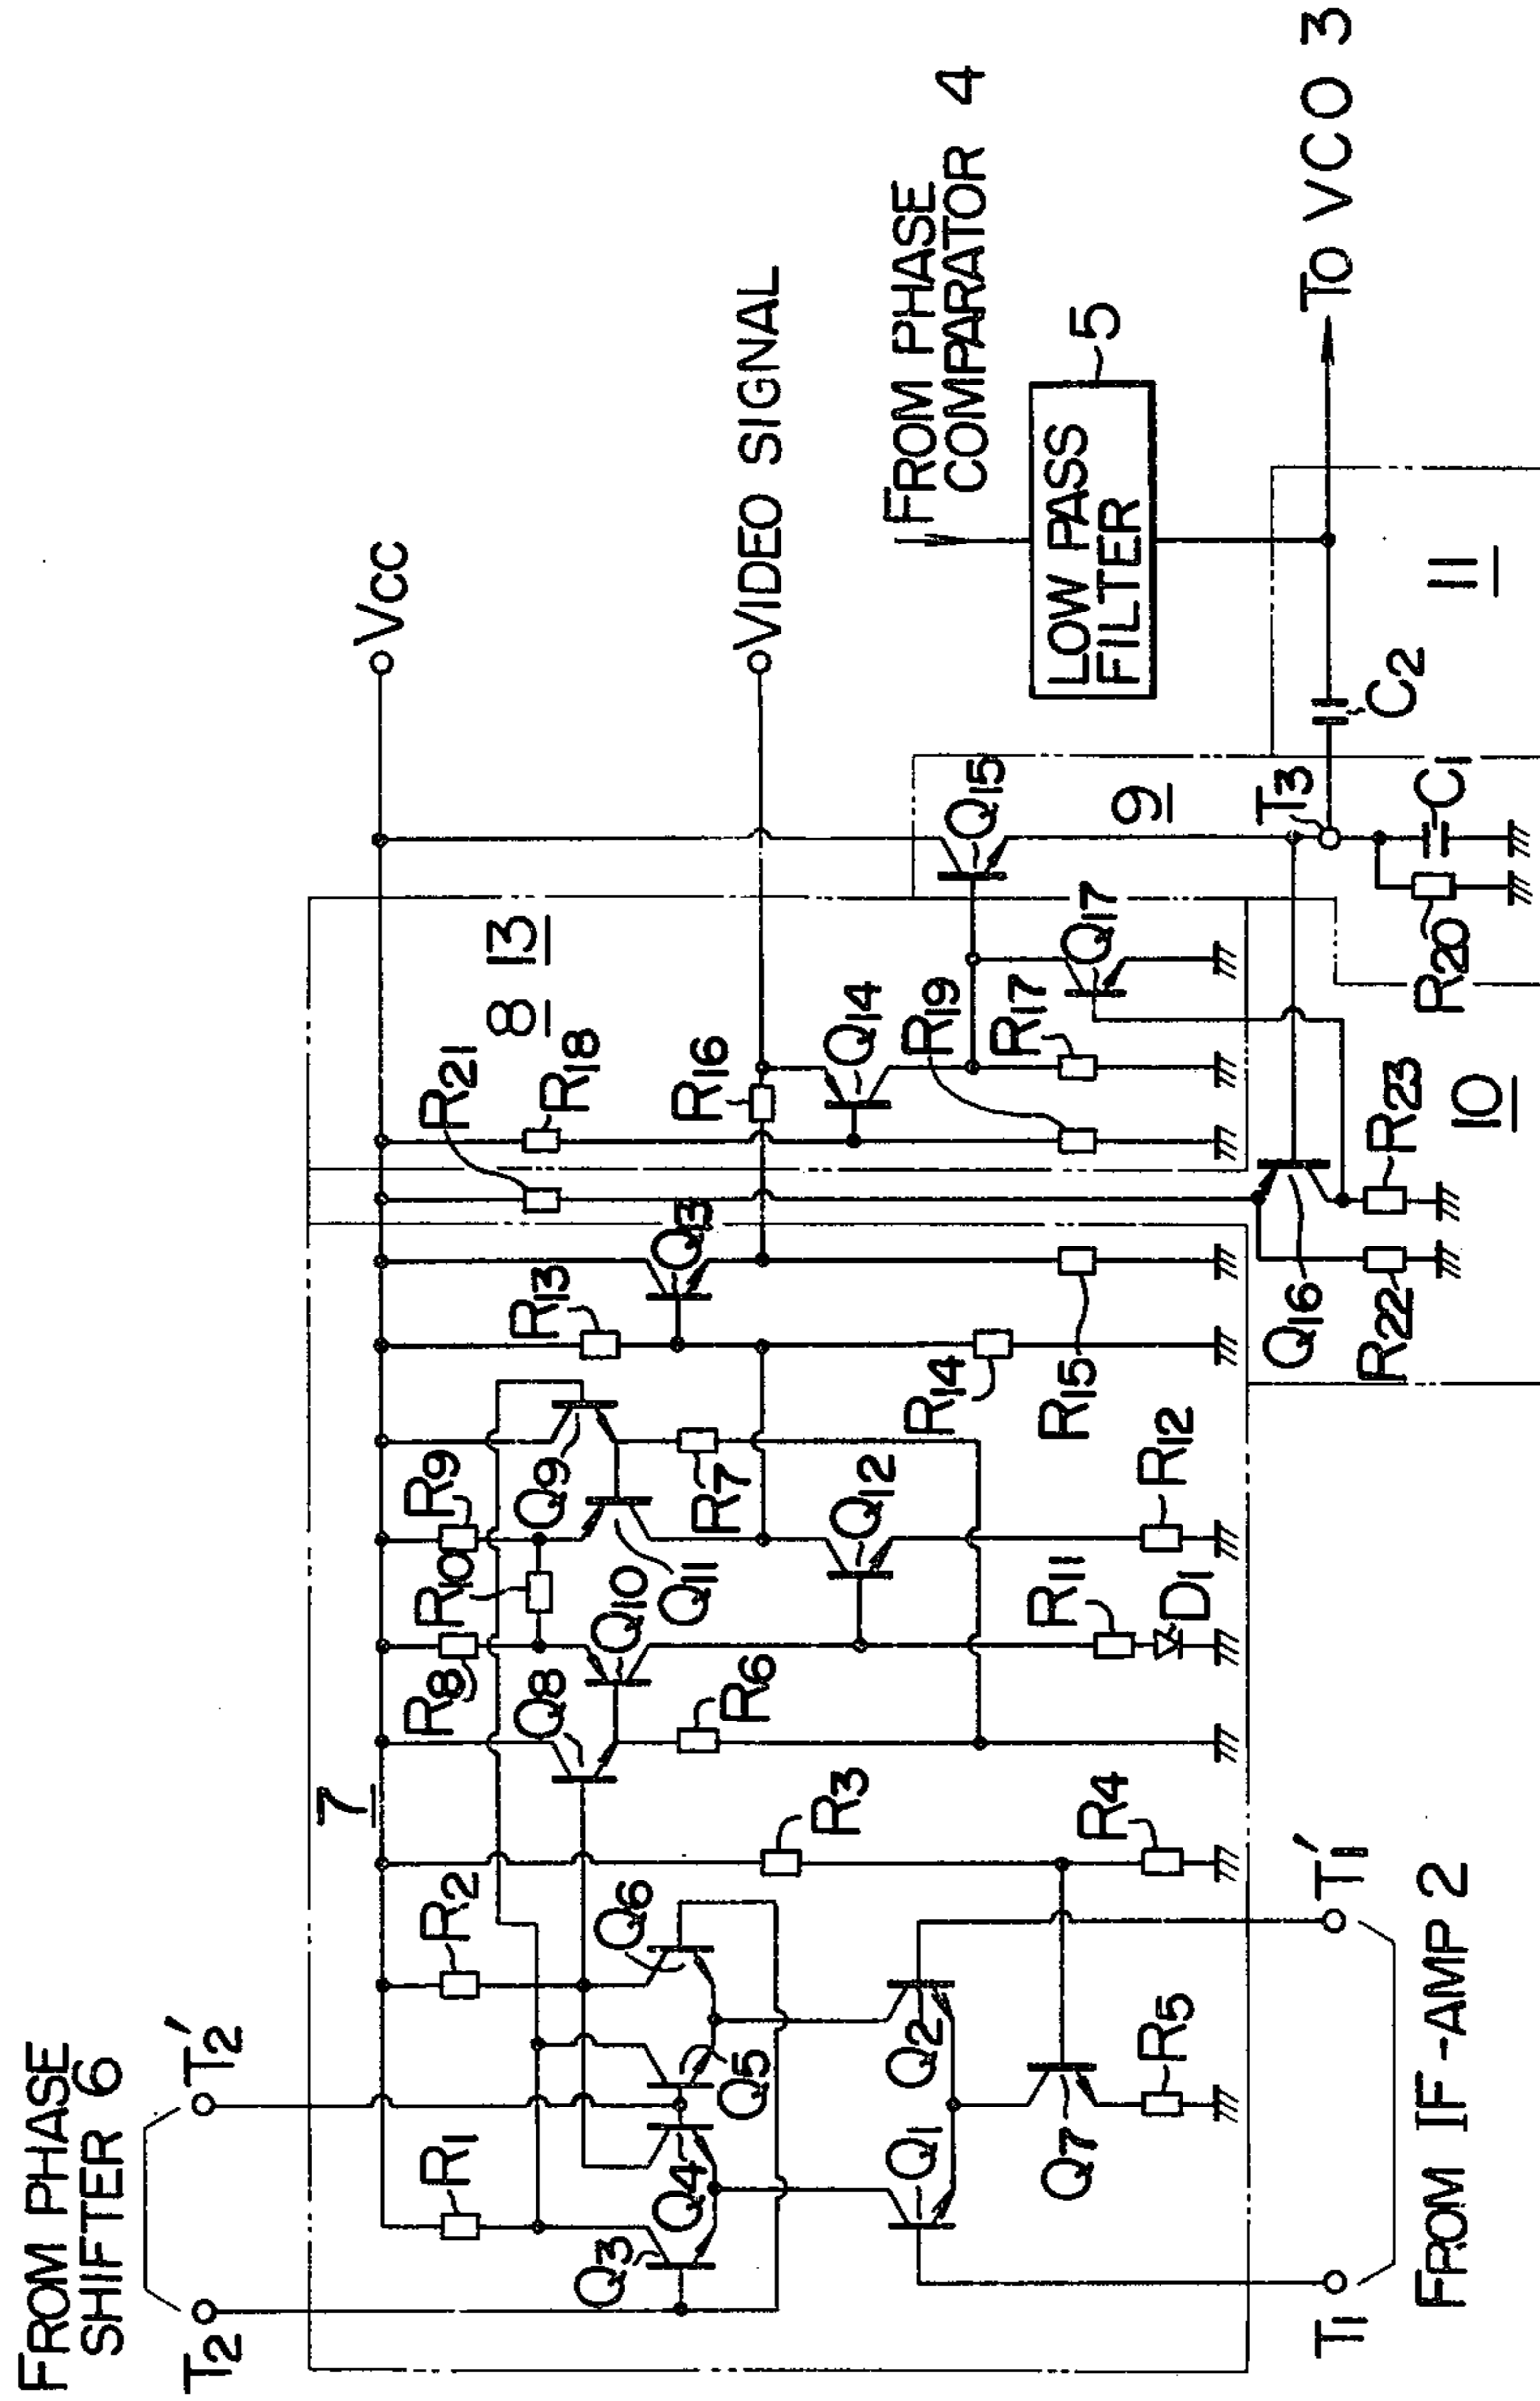 FROM PHASE
SHIFTER 6
T2
T2'
7
R1
R2
R8
R10
R9
R13
R21
R18
8
13
Vcc
Q3
Q4
Q5
Q6
Q8
Q10
Q9
Q11
Q13
R6
R7
R16
VIDEO SIGNAL
R3
Q1
Q2
Q12
R14
Q14
R19
Q15
FROM PHASE
COMPARATOR 4
Q7
R5
R4
R11
D1
R12
R15
R17
Q17
9
LOW PASS
FILTER
5
T1
T1'
FROM IF-AMP 2
Q16
R22
R23
10
R20
C1
T3
C2
11
TO VCO 3